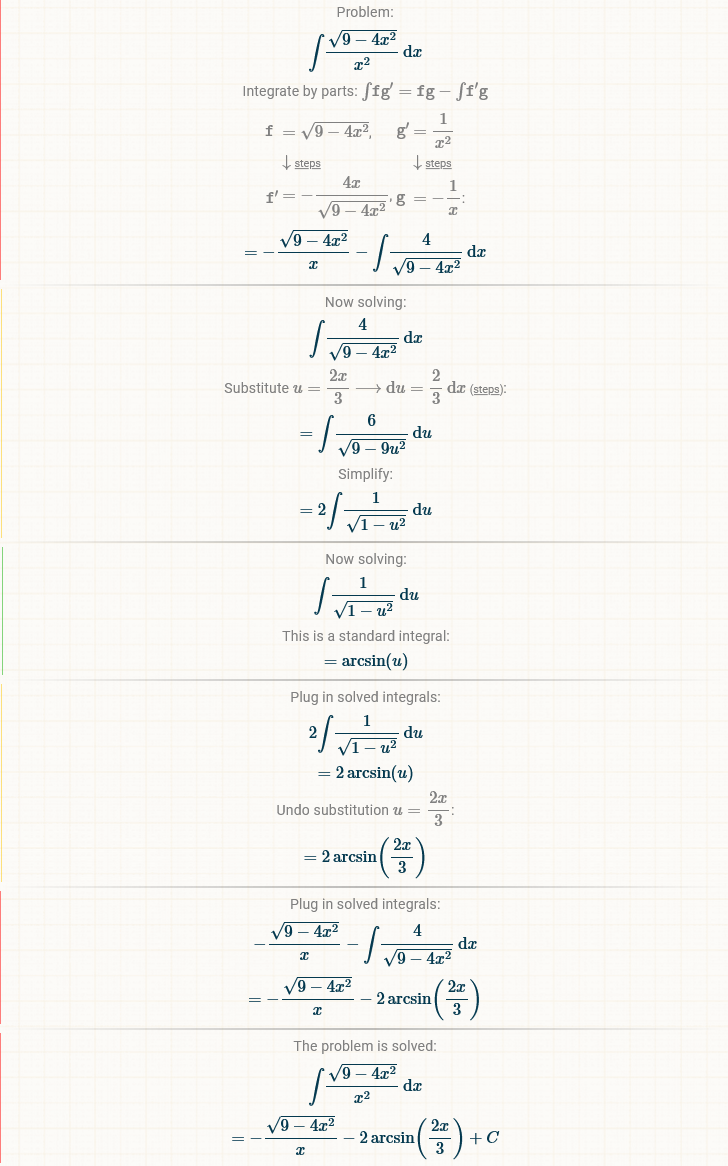 Problem:
∫ √(9 − 4x²) / x² dx
Integrate by parts: ∫fg′ = fg − ∫f′g
f = √(9 − 4x²), g′ = 1/x²
↓ steps ↓ steps
f′ = − 4x / √(9 − 4x²), g = − 1/x:
= − √(9 − 4x²) / x − ∫ 4 / √(9 − 4x²) dx
Now solving:
∫ 4 / √(9 − 4x²) dx
Substitute u = 2x/3 ⟶ du = 2/3 dx (steps):
= ∫ 6 / √(9 − 9u²) du
Simplify:
= 2 ∫ 1 / √(1 − u²) du
Now solving:
∫ 1 / √(1 − u²) du
This is a standard integral:
= arcsin(u)
Plug in solved integrals:
2 ∫ 1 / √(1 − u²) du
= 2 arcsin(u)
Undo substitution u = 2x/3:
= 2 arcsin(2x/3)
Plug in solved integrals:
− √(9 − 4x²) / x − ∫ 4 / √(9 − 4x²) dx
= − √(9 − 4x²) / x − 2 arcsin(2x/3)
The problem is solved:
∫ √(9 − 4x²) / x² dx
= − √(9 − 4x²) / x − 2 arcsin(2x/3) + C